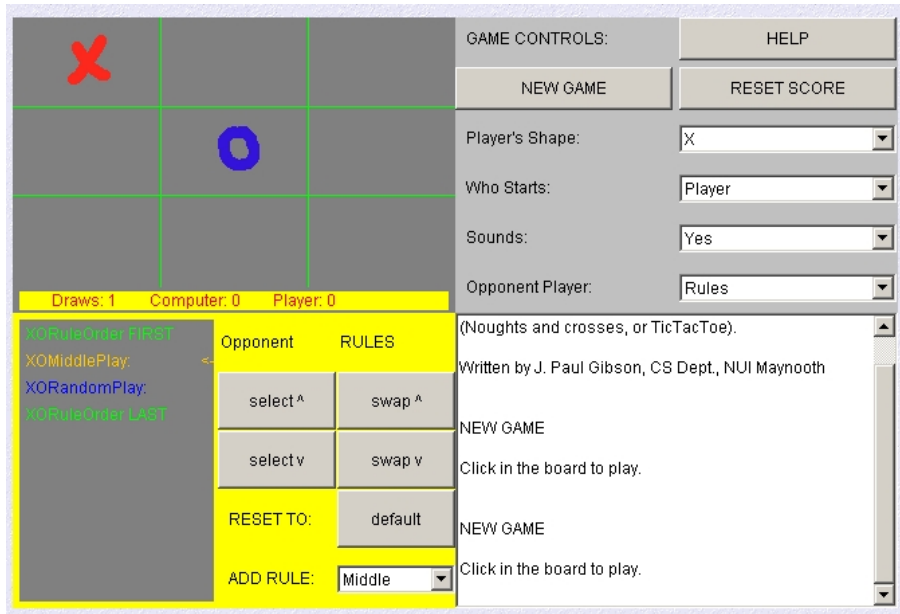 X
O
Draws: 1 Computer: 0 Player: 0
GAME CONTROLS: HELP
NEW GAME RESET SCORE
Player's Shape: X
Who Starts: Player
Sounds: Yes
Opponent Player: Rules
XORuleOrder FIRST
XOMiddlePlay: <-
XORandomPlay:
XORuleOrder LAST
Opponent RULES
select ^ swap ^
select v swap v
RESET TO: default
ADD RULE: Middle
(Noughts and crosses, or TicTacToe).
Written by J. Paul Gibson, CS Dept., NUI Maynooth
NEW GAME
Click in the board to play.
NEW GAME
Click in the board to play.